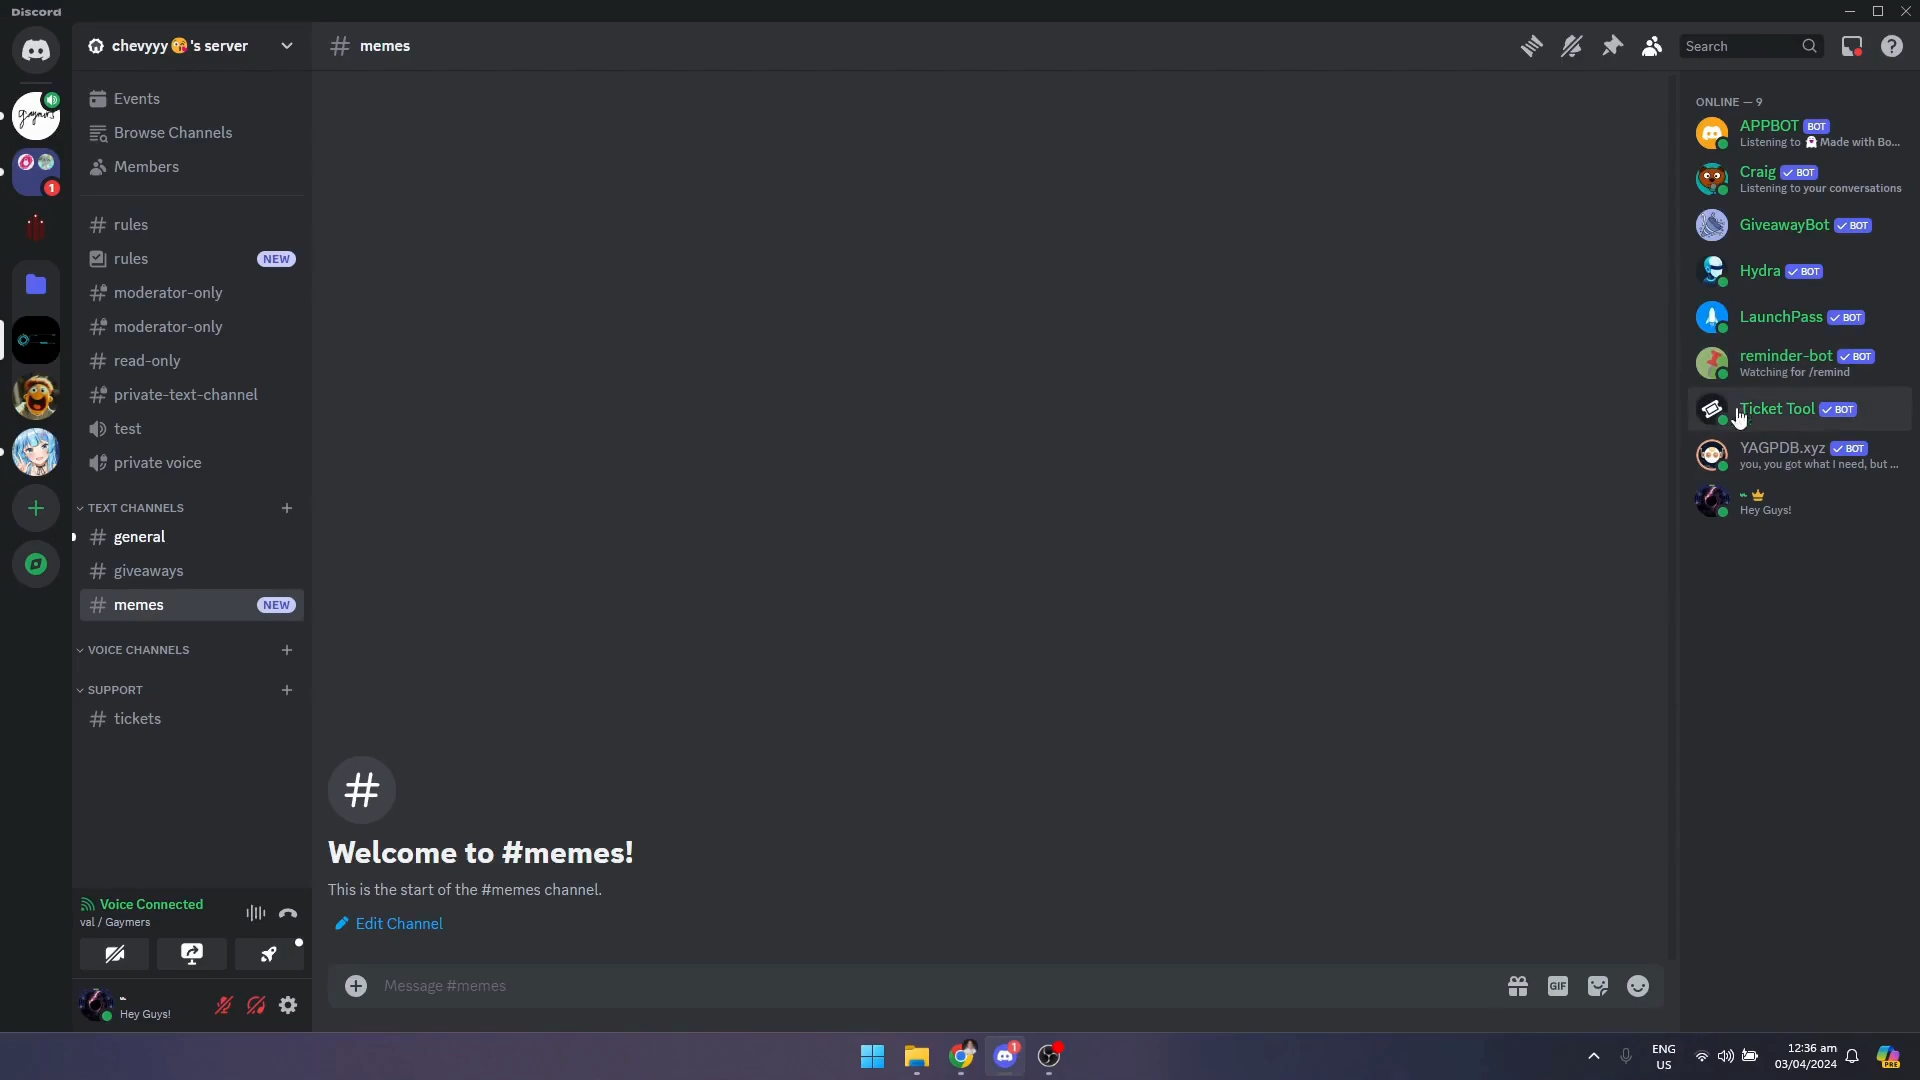 Discord
chevyyy 😘's server
memes
Search
Events
Browse Channels
Members
rules
rules NEW
moderator-only
moderator-only
read-only
private-text-channel
test
private voice
TEXT CHANNELS
general
giveaways
memes NEW
VOICE CHANNELS
SUPPORT
tickets
Voice Connected
val / Gaymers
Hey Guys!
1
Welcome to #memes!
This is the start of the #memes channel.
Edit Channel
Message #memes
GIF
ONLINE — 9
APPBOT BOT
Listening to 👻 Made with Bo...
Craig ✓ BOT
Listening to your conversations
GiveawayBot ✓ BOT
Hydra ✓ BOT
LaunchPass ✓ BOT
reminder-bot ✓ BOT
Watching for /remind
Ticket Tool ✓ BOT
YAGPDB.xyz ✓ BOT
you, you got what I need, but ...
Hey Guys!
1
ENG
US
12:36 am
03/04/2024
PRE